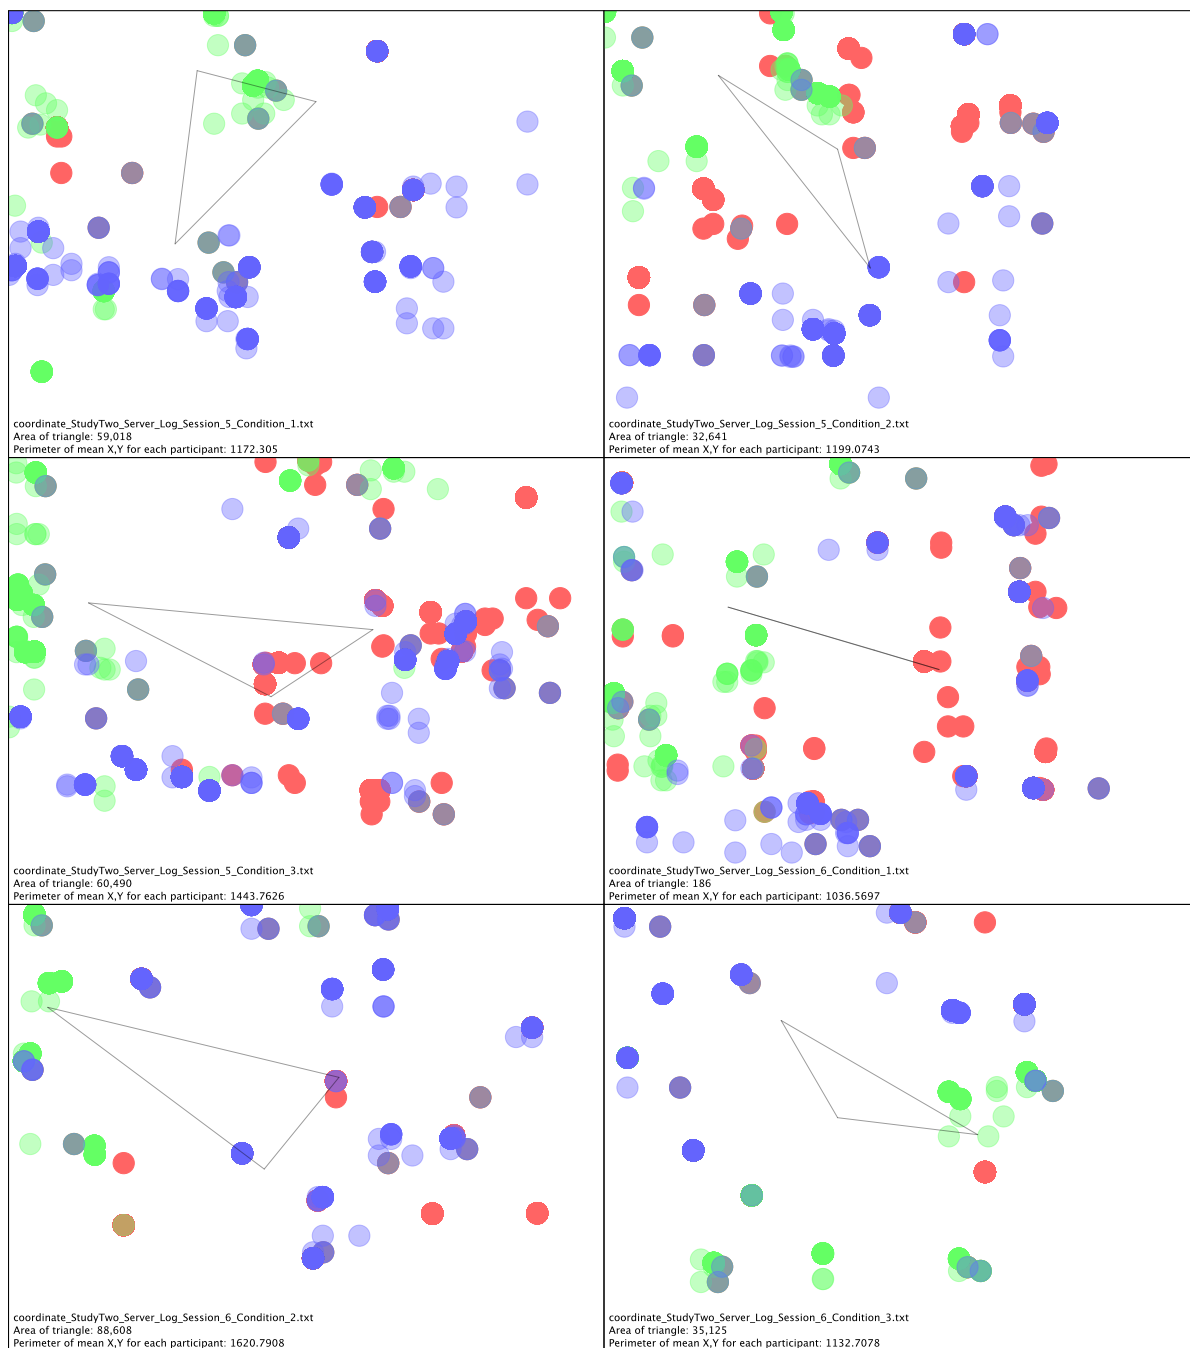 coordinate_StudyTwo_Server_Log_Session_5_Condition_1.txt
Area of triangle: 59,018
Perimeter of mean X,Y for each participant: 1172.305
coordinate_StudyTwo_Server_Log_Session_5_Condition_2.txt
Area of triangle: 32,641
Perimeter of mean X,Y for each participant: 1199.0743
coordinate_StudyTwo_Server_Log_Session_5_Condition_3.txt
Area of triangle: 60,490
Perimeter of mean X,Y for each participant: 1443.7626
coordinate_StudyTwo_Server_Log_Session_6_Condition_1.txt
Area of triangle: 186
Perimeter of mean X,Y for each participant: 1036.5697
coordinate_StudyTwo_Server_Log_Session_6_Condition_2.txt
Area of triangle: 88,608
Perimeter of mean X,Y for each participant: 1620.7908
coordinate_StudyTwo_Server_Log_Session_6_Condition_3.txt
Area of triangle: 35,125
Perimeter of mean X,Y for each participant: 1132.7078